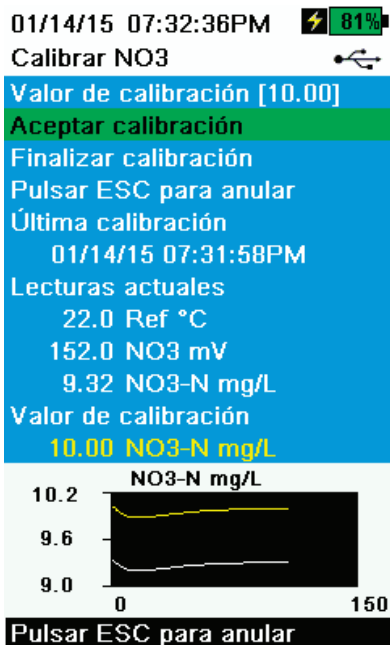 01/14/15 07:32:36PM 81%
Calibrar NO3
Valor de calibración [10.00]
Aceptar calibración
Finalizar calibración
Pulsar ESC para anular
Última calibración
01/14/15 07:31:58PM
Lecturas actuales
22.0 Ref °C
152.0 NO3 mV
9.32 NO3-N mg/L
Valor de calibración
10.00 NO3-N mg/L
NO3-N mg/L
10.2
9.6
9.0
0 150
Pulsar ESC para anular